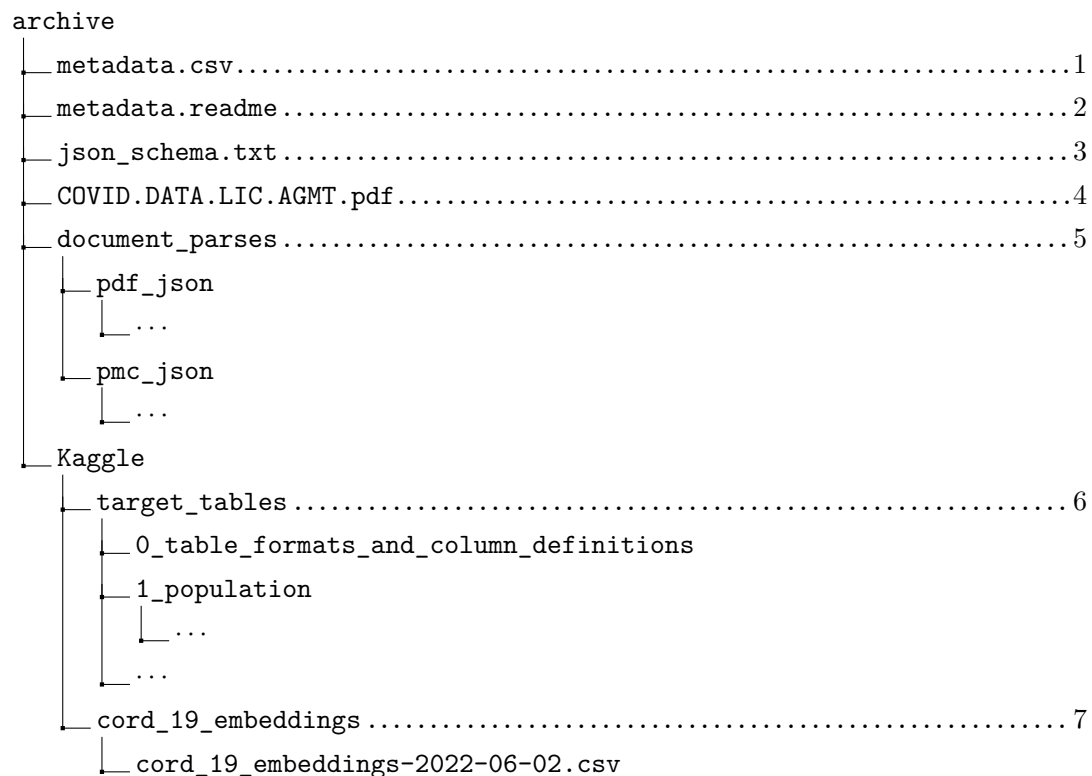 archive
metadata.csv 1
metadata.readme 2
json_schema.txt 3
COVID.DATA.LIC.AGMT.pdf 4
document_parses 5
pdf_json
...
pmc_json
...
Kaggle
target_tables 6
0_table_formats_and_column_definitions
1_population
...
...
cord_19_embeddings 7
cord_19_embeddings-2022-06-02.csv